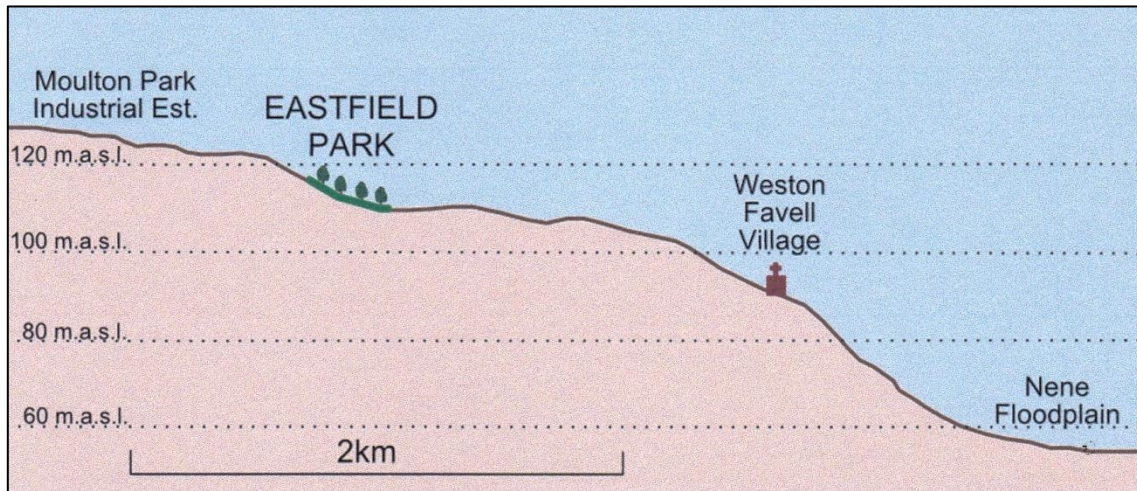 Moulton Park
Industrial Est.
EASTFIELD
PARK
120 m.a.s.l.
Weston
Favell
Village
100 m.a.s.l.
80 m.a.s.l.
Nene
Floodplain
60 m.a.s.l.
2km